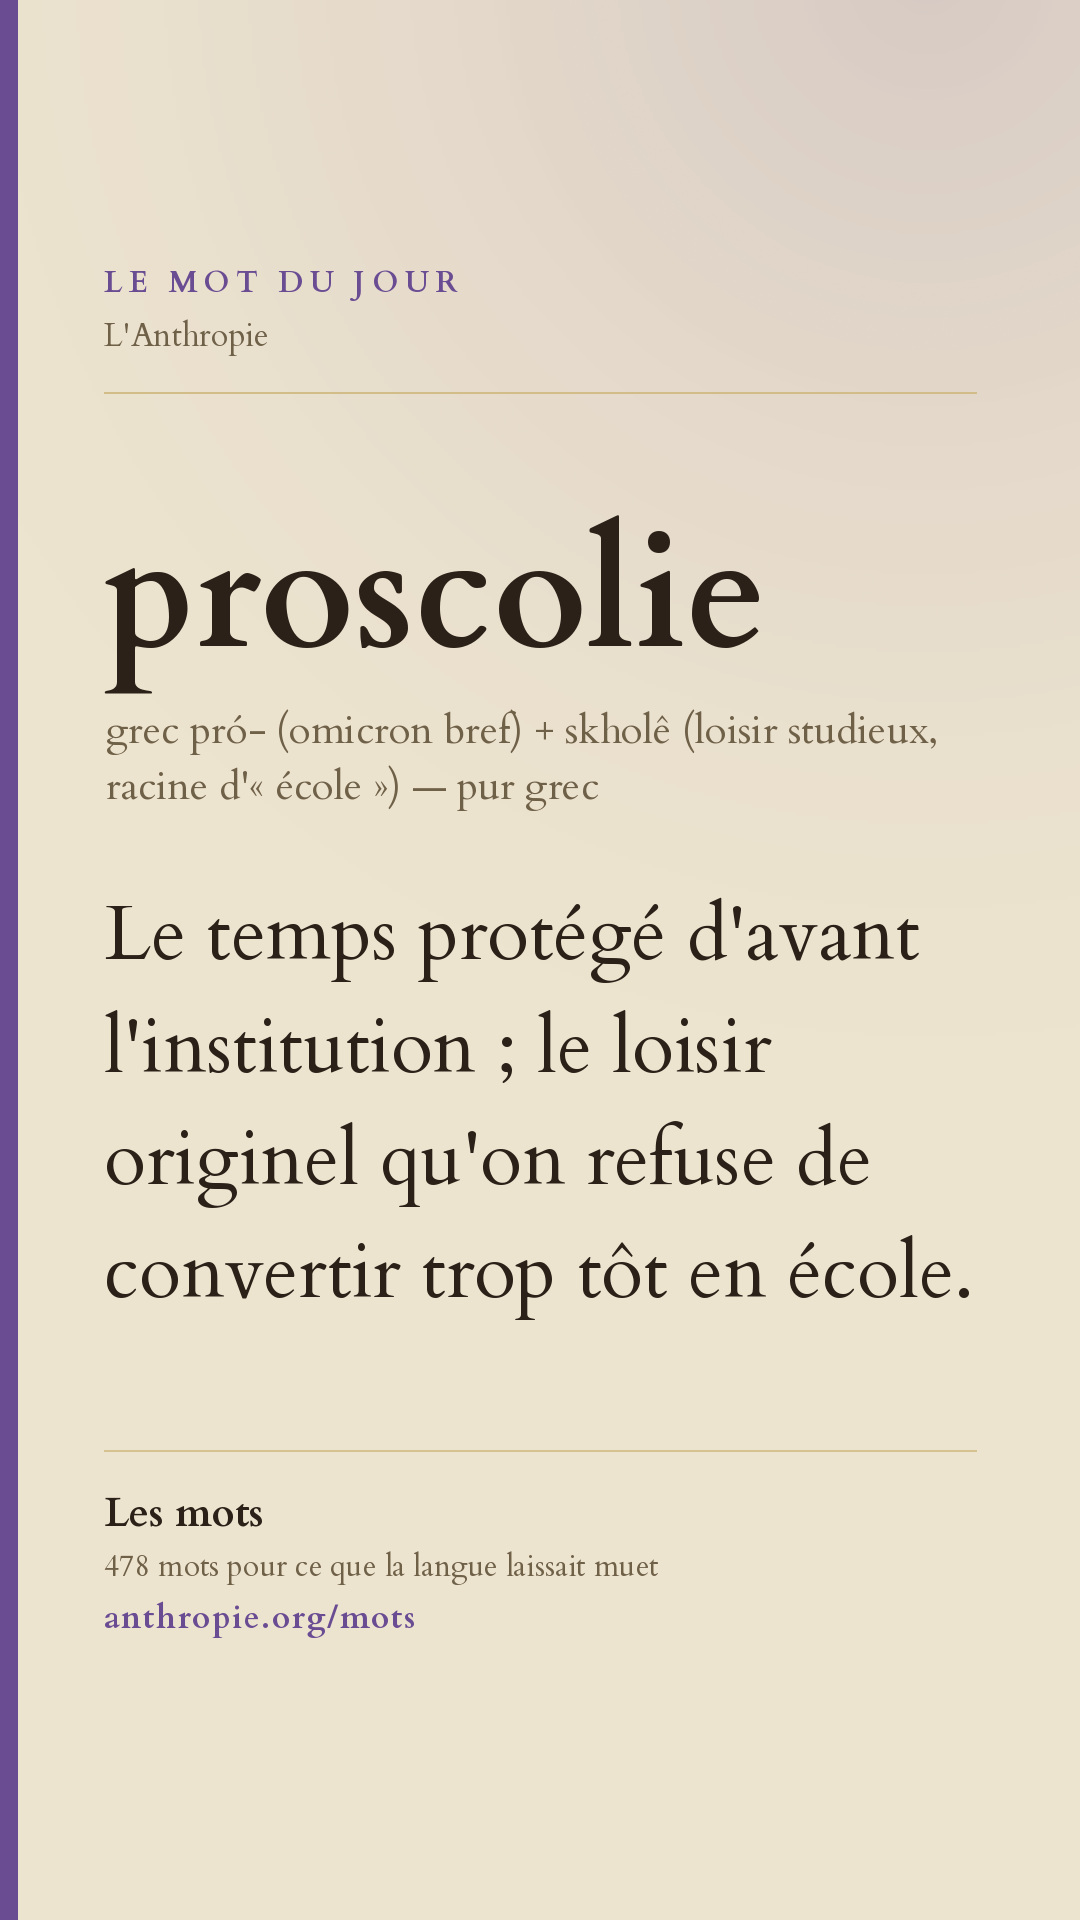 LE MOT DU JOUR
L'Anthropie
proscolie
grec pró- (omicron bref) + skholê (loisir studieux,
racine d'« école ») — pur grec
Le temps protégé d'avant
l'institution ; le loisir
originel qu'on refuse de
convertir trop tôt en école.
Les mots
478 mots pour ce que la langue laissait muet
anthropie.org/mots